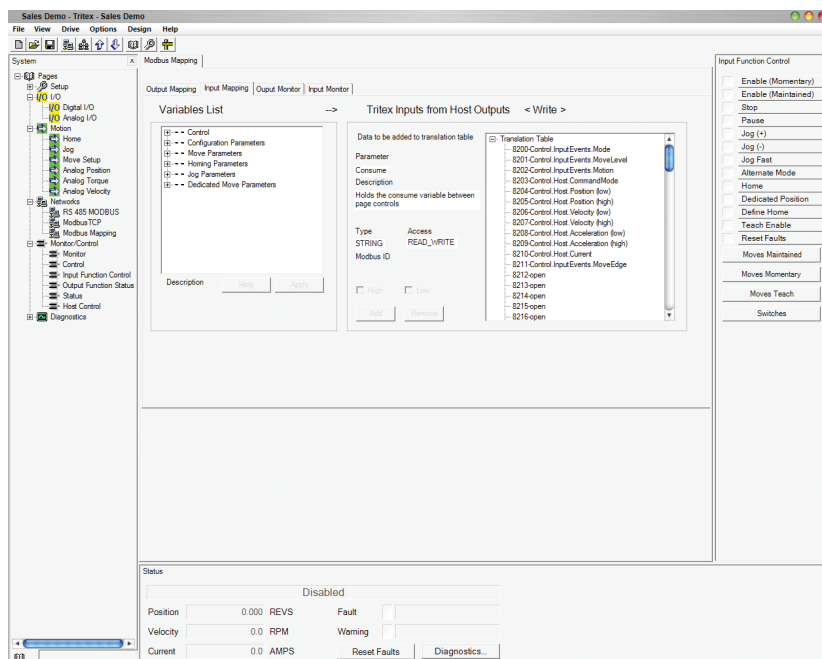 Sales Demo - Tritex - Sales Demo
File View Drive Options Design Help
System x
Pages
Setup
I/O I/O
I/O Digital I/O
I/O Analog I/O
Motion
Home
Jog
Move Setup
Analog Position
Analog Torque
Analog Velocity
Networks
RS 485 MODBUS
ModbusTCP
Modbus Mapping
Monitor/Control
Monitor
Control
Input Function Control
Output Function Status
Status
Host Control
Diagnostics
Modbus Mapping
Output Mapping Input Mapping Ouput Monitor Input Monitor
Variables List --> Tritex Inputs from Host Outputs < Write >
Control
Configuration Parameters
Move Parameters
Homing Parameters
Jog Parameters
Dedicated Move Parameters
Description Help Apply
Data to be added to translation table
Parameter
Consume
Description
Holds the consume variable between
page controls
Type Access
STRING READ_WRITE
Modbus ID
High Low
Add Remove
Translation Table
8200-Control.InputEvents.Mode
8201-Control.InputEvents.MoveLevel
8202-Control.InputEvents.Motion
8203-Control.Host.CommandMode
8204-Control.Host.Position (low)
8205-Control.Host.Position (high)
8206-Control.Host.Velocity (low)
8207-Control.Host.Velocity (high)
8208-Control.Host.Acceleration (low)
8209-Control.Host.Acceleration (high)
8210-Control.Host.Current
8211-Control.InputEvents.MoveEdge
8212-open
8213-open
8214-open
8215-open
8216-open
Input Function Control
Enable (Momentary)
Enable (Maintained)
Stop
Pause
Jog (+)
Jog (-)
Jog Fast
Alternate Mode
Home
Dedicated Position
Define Home
Teach Enable
Reset Faults
Moves Maintained
Moves Momentary
Moves Teach
Switches
Status
Disabled
Position 0.000 REVS Fault
Velocity 0.0 RPM Warning
Current 0.0 AMPS Reset Faults Diagnostics...